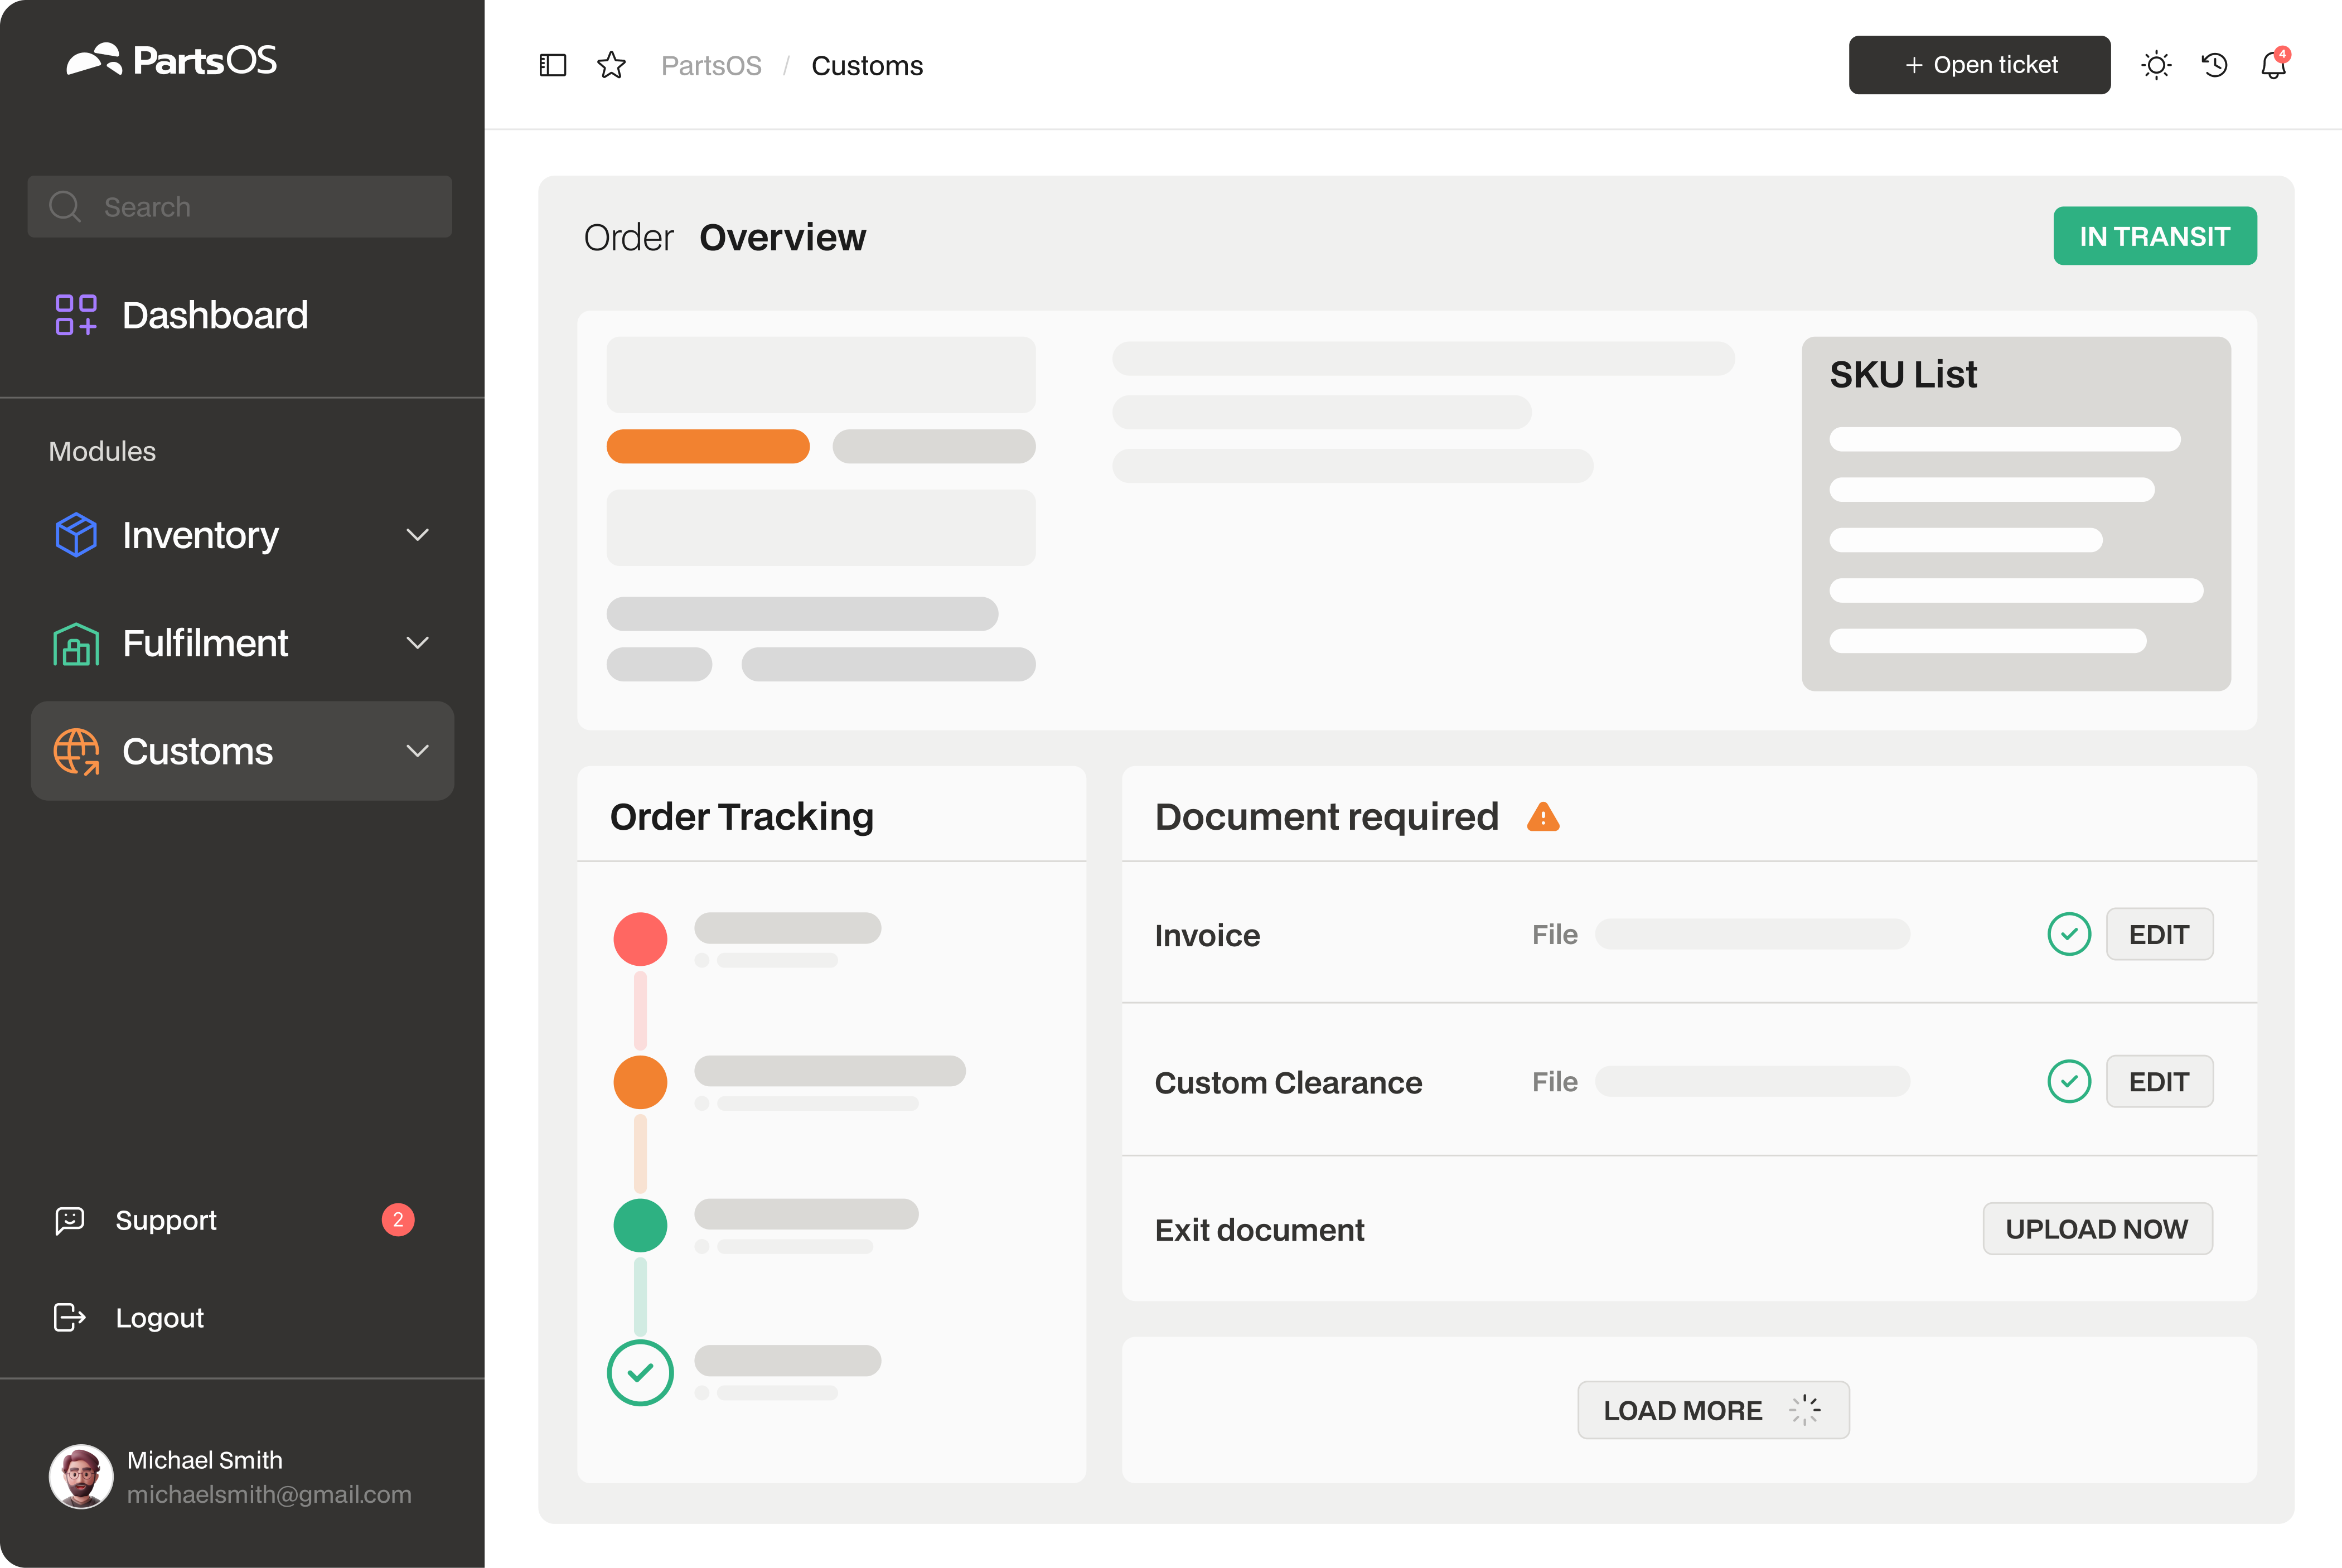 PartsOS
Search
Dashboard
Modules
Inventory
Fulfilment
Customs
Support 2
Logout
Michael Smith
michaelsmith@gmail.com
PartsOS / Customs
+ Open ticket
4
Order Overview
IN TRANSIT
SKU List
Order Tracking
Document required
Invoice File EDIT
Custom Clearance File EDIT
Exit document UPLOAD NOW
LOAD MORE